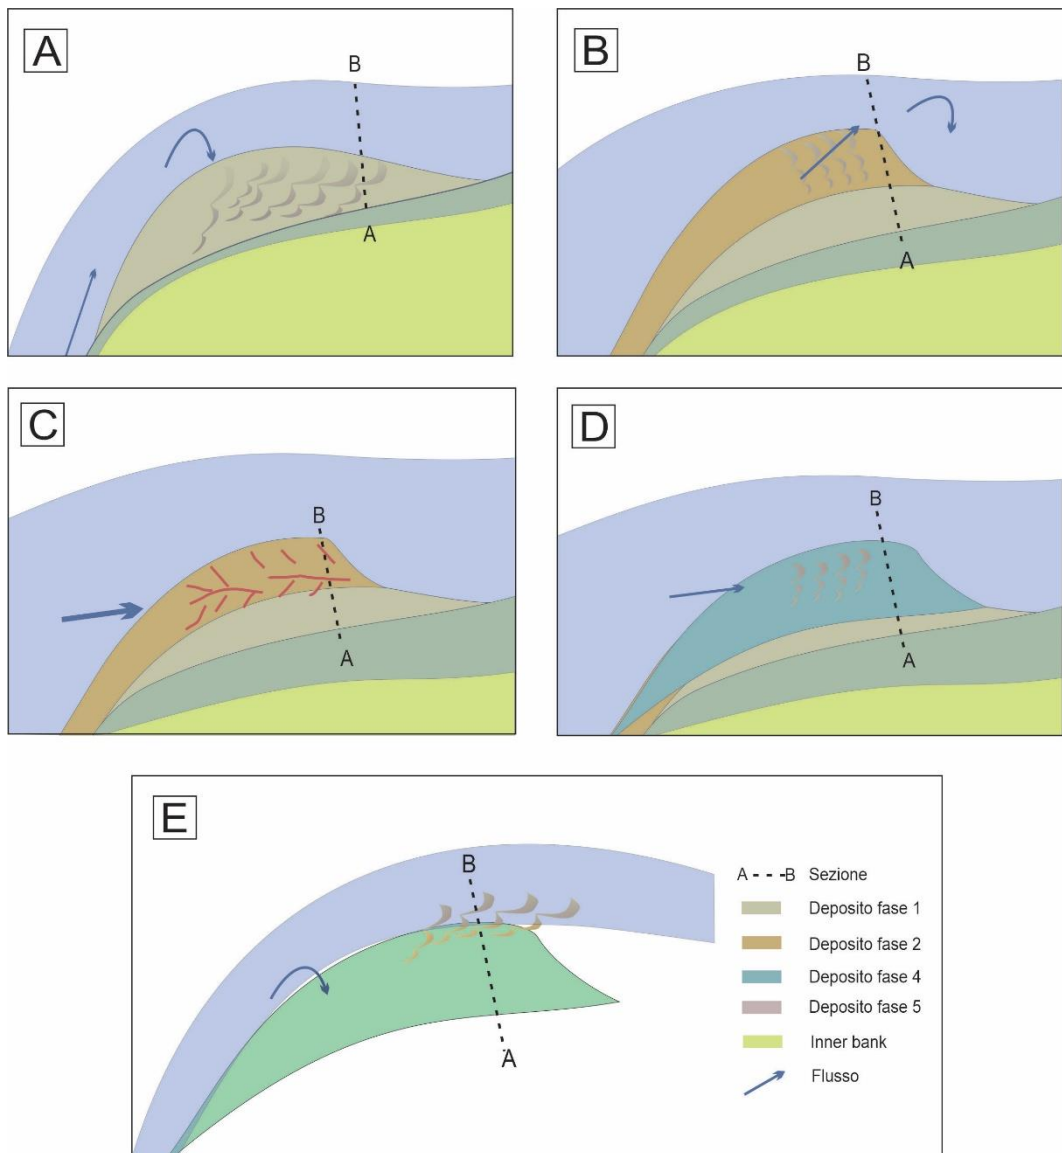 A
B
A
B
B
A
C
B
A
D
B
A
E
B
A
A B Sezione
Deposito fase 1
Deposito fase 2
Deposito fase 4
Deposito fase 5
Inner bank
Flusso